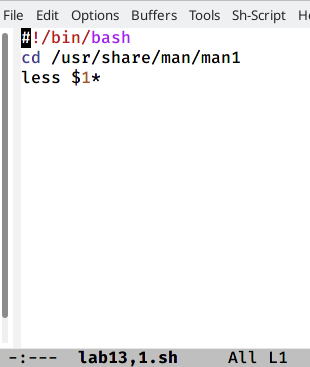 File Edit Options Buffers Tools Sh-Script He
#!/bin/bash
cd /usr/share/man/man1
less $1*
-:--- lab13,1.sh All L1